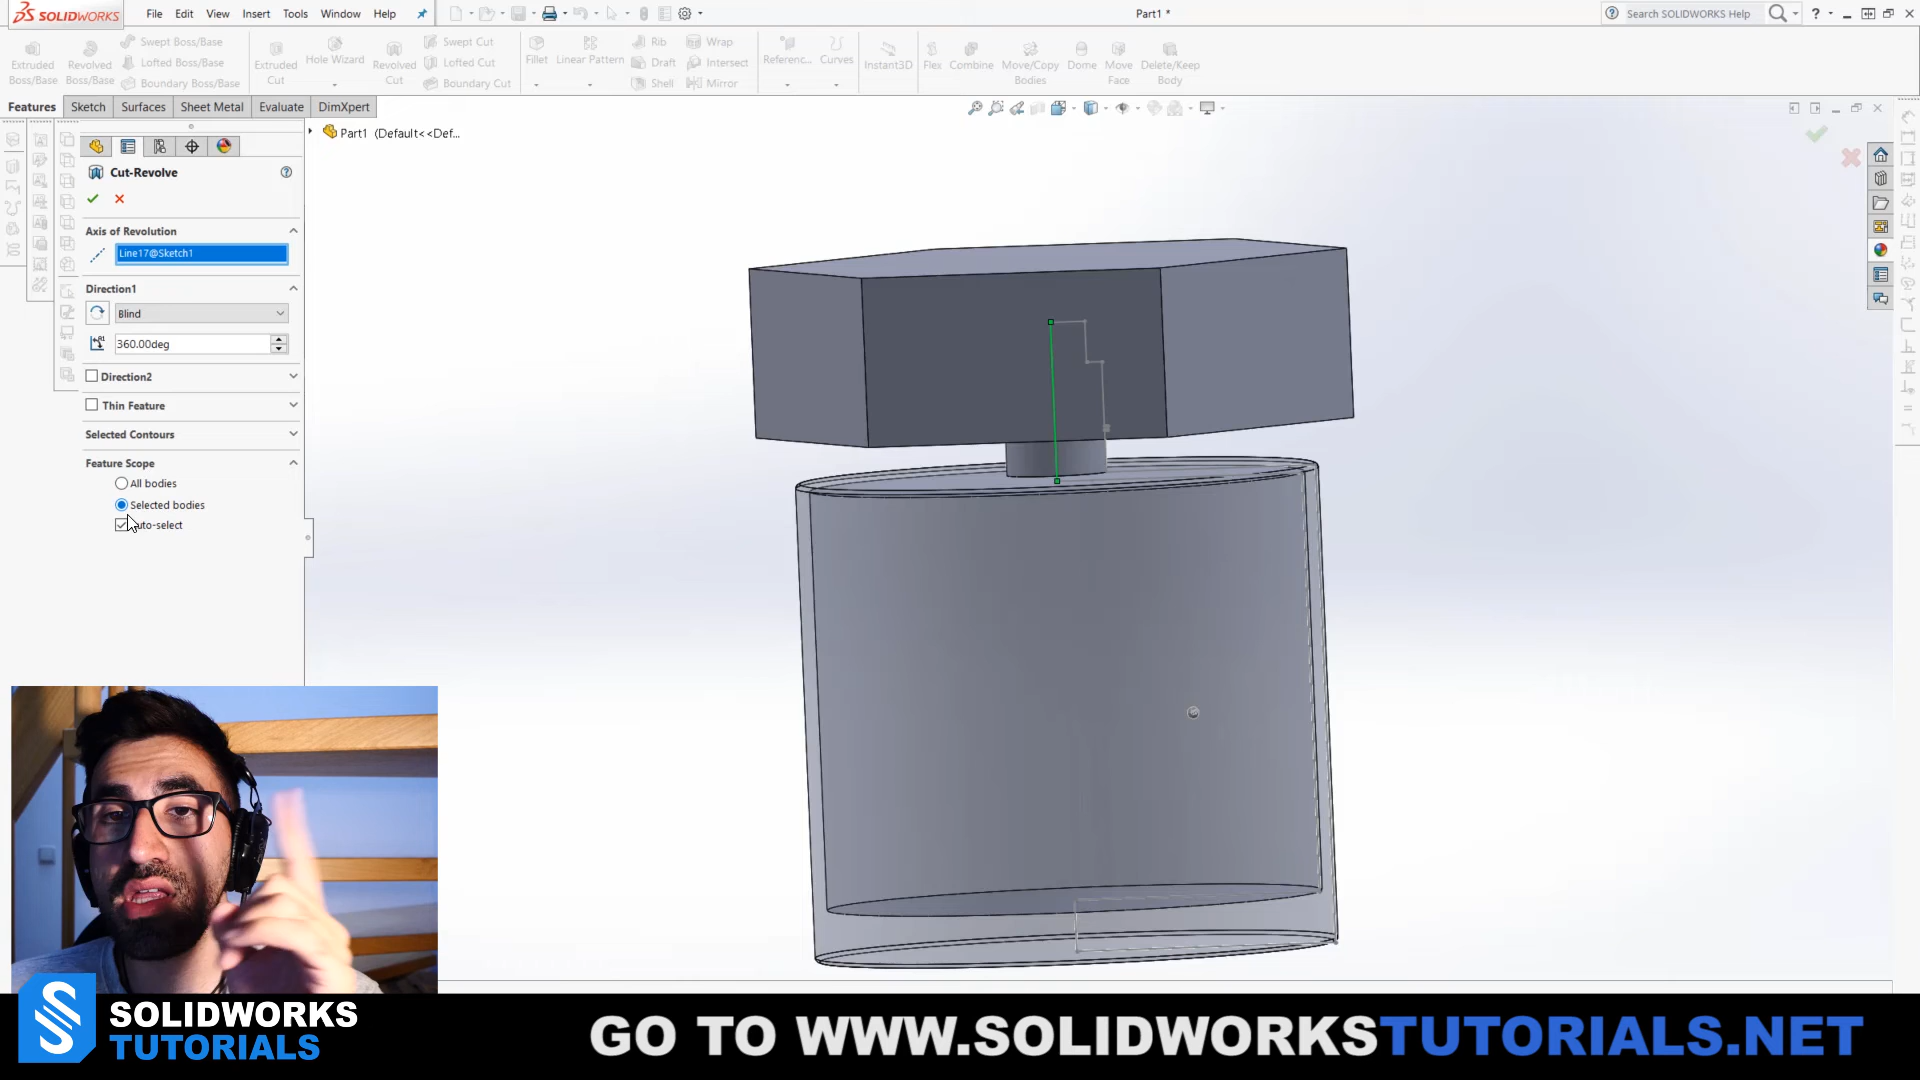 SOLIDWORKS
File Edit View Insert Tools Window Help
Part1 *
Search SOLIDWORKS Help
Extruded Boss/Base
Revolved Boss/Base
Swept Boss/Base
Lofted Boss/Base
Boundary Boss/Base
Extruded Cut
Hole Wizard
Revolved Cut
Swept Cut
Lofted Cut
Boundary Cut
Fillet
Linear Pattern
Rib
Draft
Shell
Wrap
Intersect
Mirror
Referenc...
Curves
Instant3D
Flex
Combine
Move/Copy Bodies
Dome
Move Face
Delete/Keep Body
Features Sketch Surfaces Sheet Metal Evaluate DimXpert
Part1 (Default<<Def...
Cut-Revolve
Axis of Revolution
Line17@Sketch1
Direction1
Blind
360.00deg
Direction2
Thin Feature
Selected Contours
Feature Scope
All bodies
Selected bodies
uto-select
SOLIDWORKS
TUTORIALS
GO TO WWW.SOLIDWORKSTUTORIALS.NET